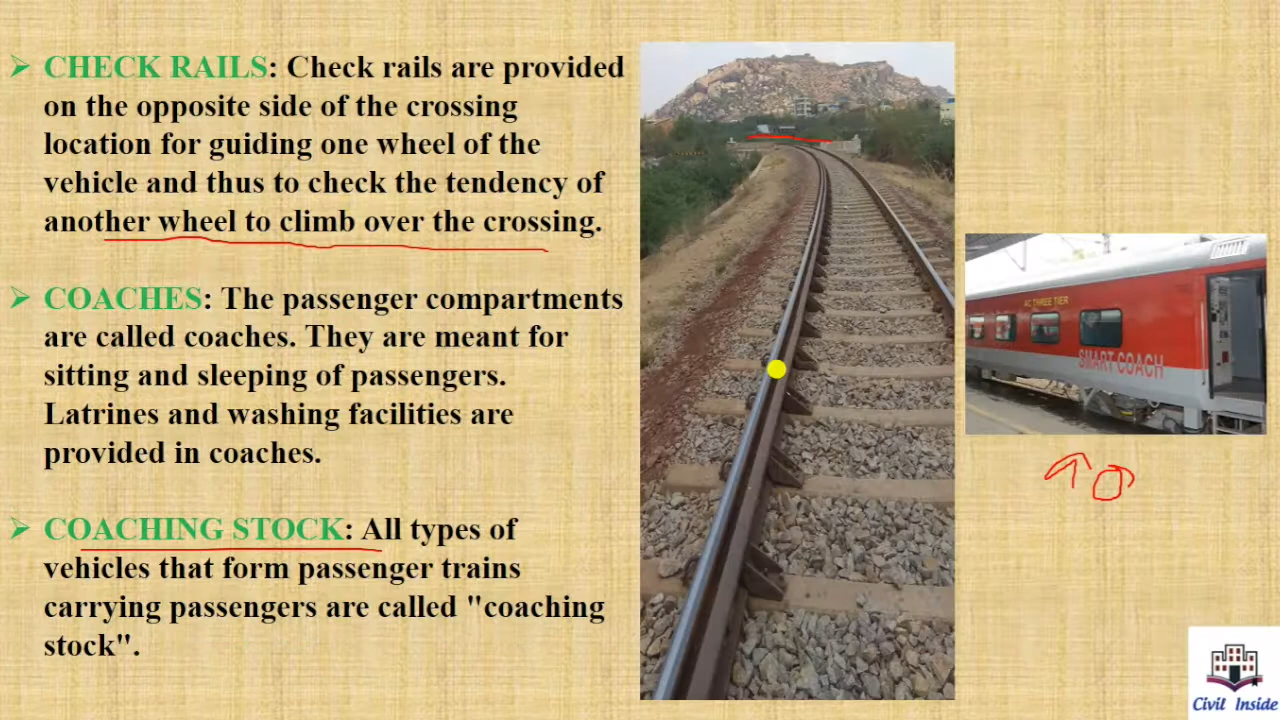 CHECK RAILS: Check rails are provided
on the opposite side of the crossing
location for guiding one wheel of the
vehicle and thus to check the tendency of
another wheel to climb over the crossing.
COACHES: The passenger compartments
are called coaches. They are meant for
sitting and sleeping of passengers.
Latrines and washing facilities are
provided in coaches.
COACHING STOCK: All types of
vehicles that form passenger trains
carrying passengers are called "coaching
stock".
AC THREE TIER
SMART COACH
Civil Inside